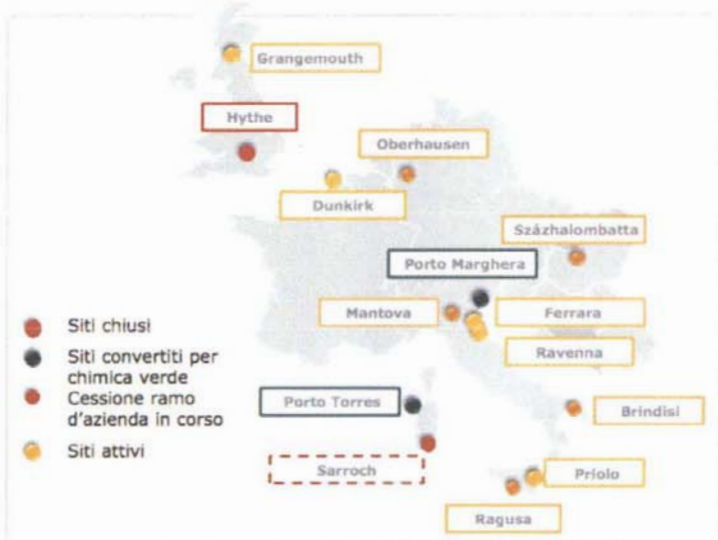 Grangemouth
Hythe
Oberhausen
Dunkirk
Százhalombatta
Porto Marghera
Mantova
Ferrara
Ravenna
Siti chiusi
Siti convertiti per
chimica verde
Cessione ramo
d'azienda in corso
Siti attivi
Porto Torres
Brindisi
Sarroch
Priolo
Ragusa